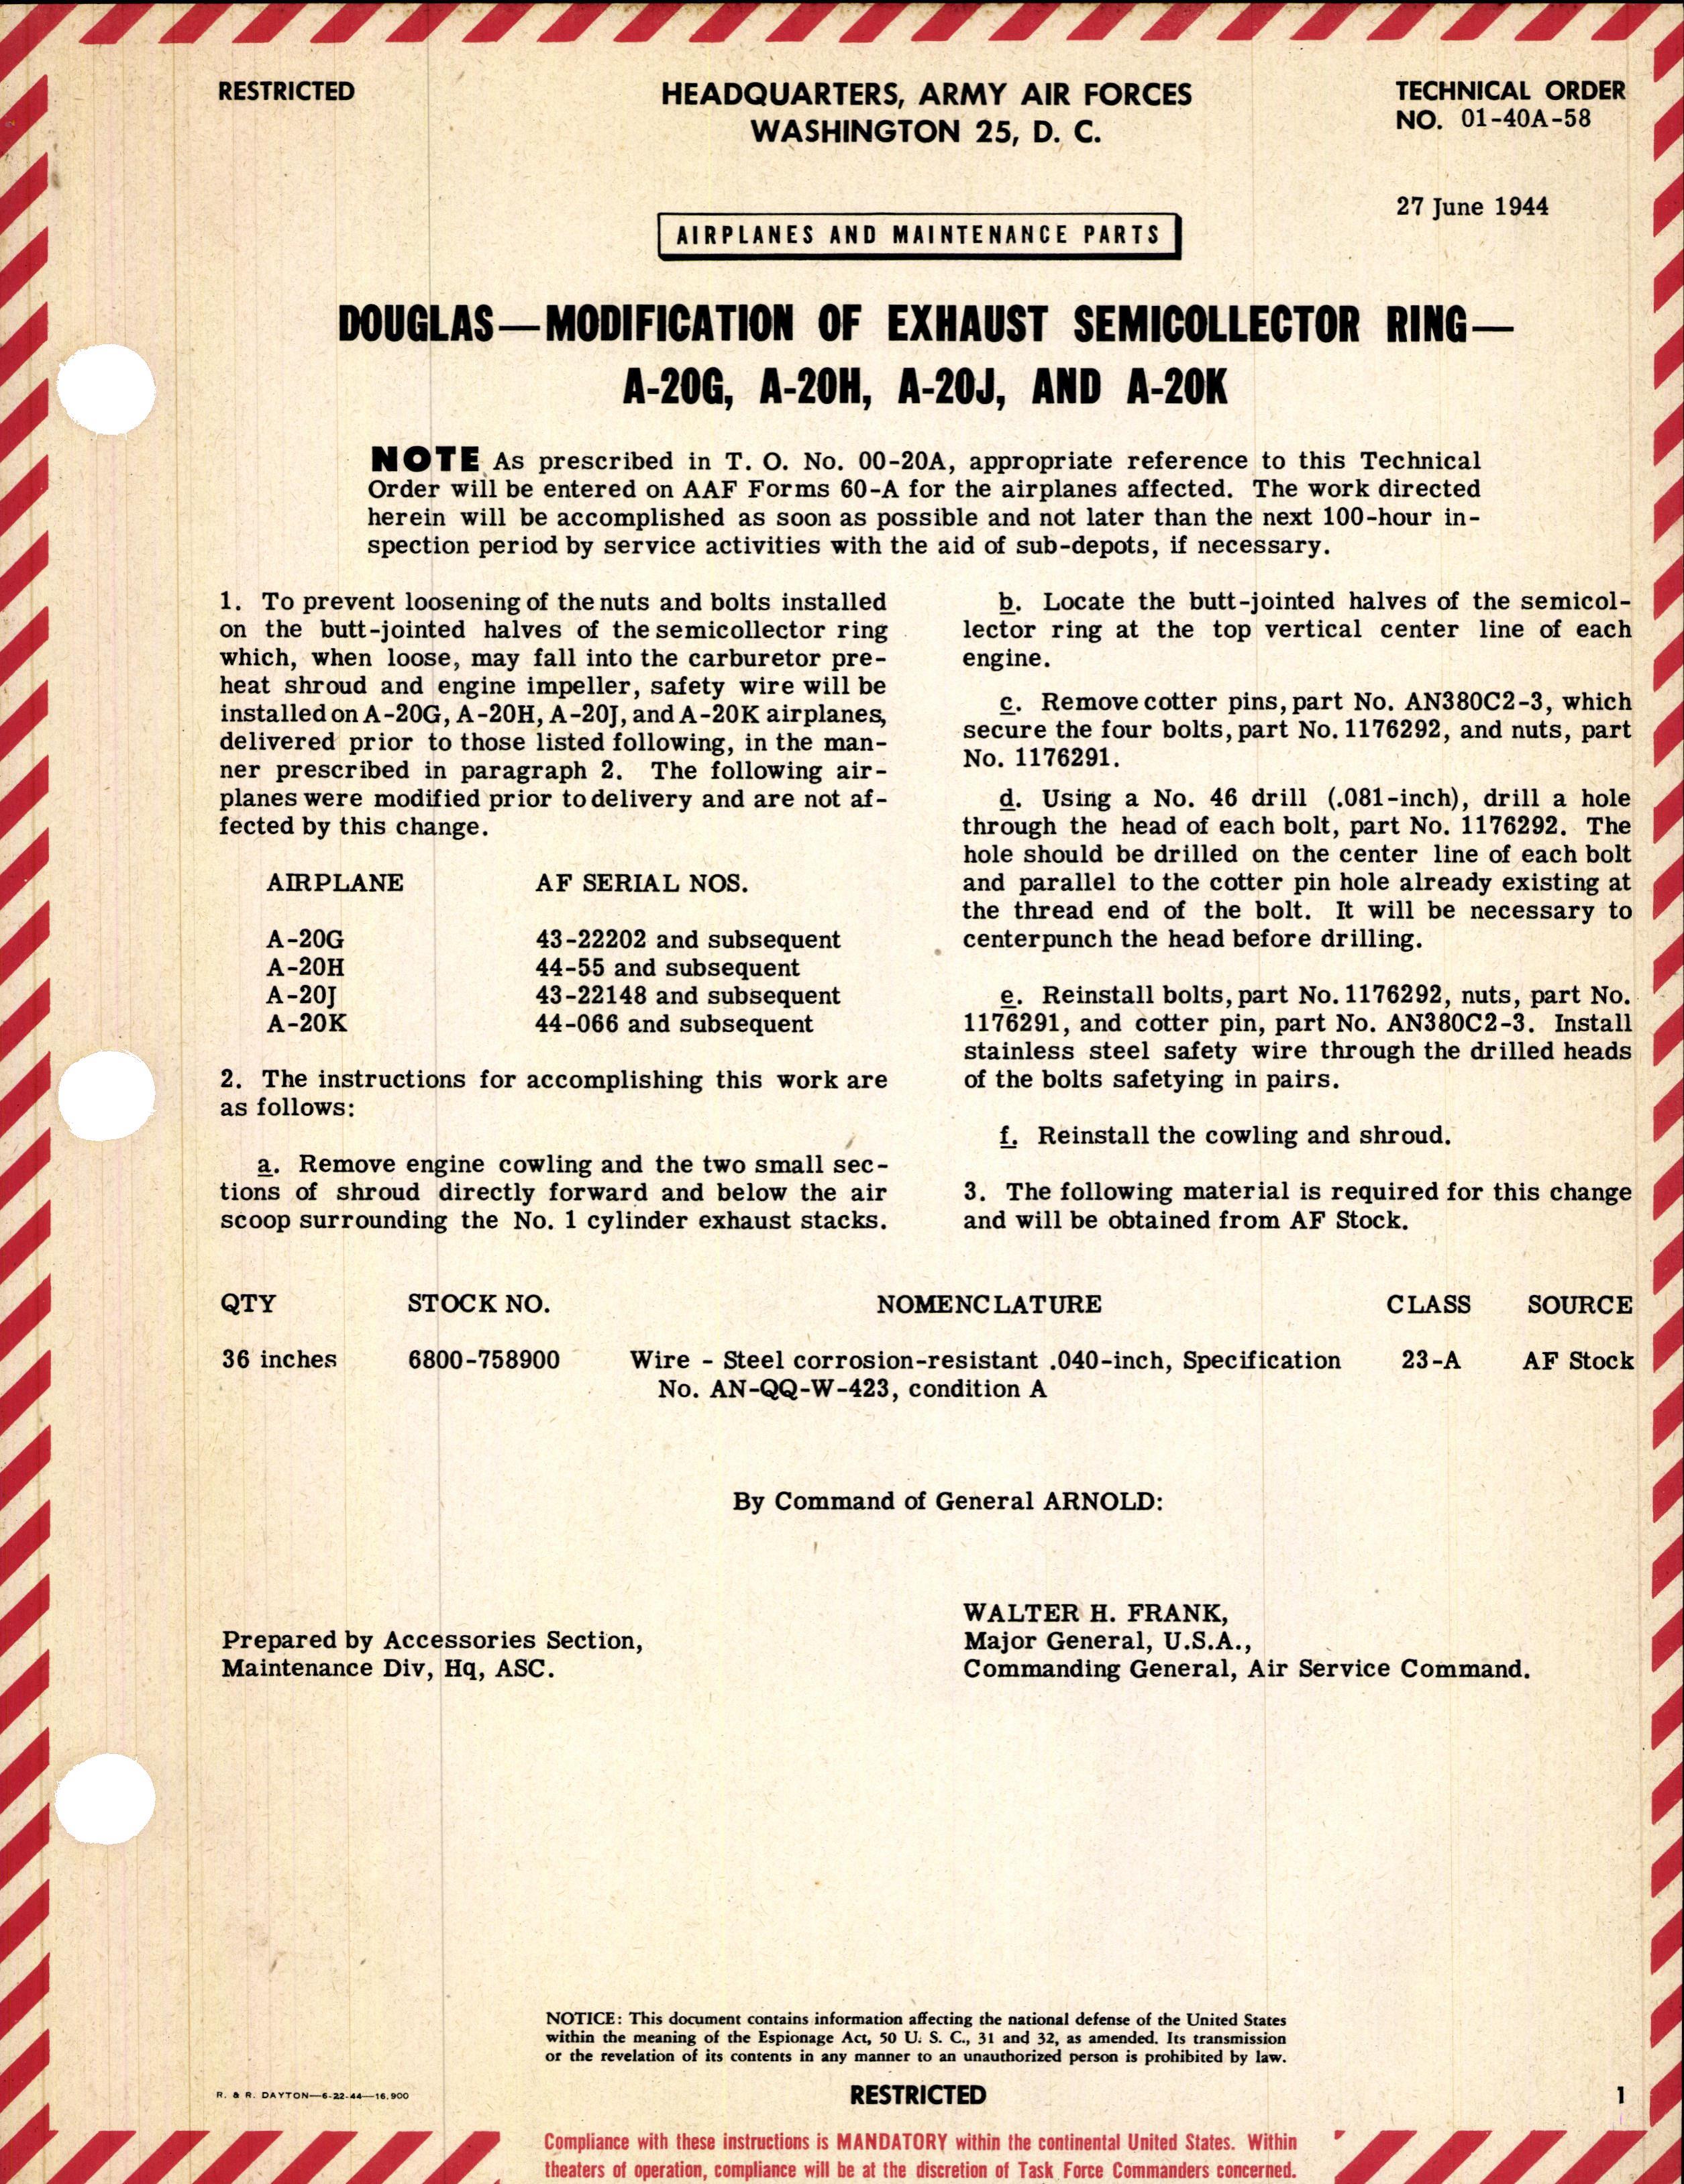 RESTRICTED
HEADQUARTERS, ARMY AIR FORCES
WASHINGTON 25, D. C.
TECHNICAL ORDER
NO. 01-40A-58
27 June 1944
AIRPLANES AND MAINTENANCE PARTS
DOUGLAS—MODIFICATION OF EXHAUST SEMICOLLECTOR RING—
A-20G, A-20H, A-20J, AND A-20K
NOTE As prescribed in T. O. No. 00-20A, appropriate reference to this Technical
Order will be entered on AAF Forms 60-A for the airplanes affected. The work directed
herein will be accomplished as soon as possible and not later than the next 100-hour in-
spection period by service activities with the aid of sub-depots, if necessary.
1. To prevent loosening of the nuts and bolts installed
on the butt-jointed halves of the semicollector ring
which, when loose, may fall into the carburetor pre-
heat shroud and engine impeller, safety wire will be
installed on A-20G, A-20H, A-20J, and A-20K airplanes,
delivered prior to those listed following, in the man-
ner prescribed in paragraph 2. The following air-
planes were modified prior to delivery and are not af-
fected by this change.
AIRPLANE AF SERIAL NOS.
A-20G 43-22202 and subsequent
A-20H 44-55 and subsequent
A-20J 43-22148 and subsequent
A-20K 44-066 and subsequent
2. The instructions for accomplishing this work are
as follows:
a. Remove engine cowling and the two small sec-
tions of shroud directly forward and below the air
scoop surrounding the No. 1 cylinder exhaust stacks.
b. Locate the butt-jointed halves of the semicol-
lector ring at the top vertical center line of each
engine.
c. Remove cotter pins, part No. AN380C2-3, which
secure the four bolts, part No. 1176292, and nuts, part
No. 1176291.
d. Using a No. 46 drill (.081-inch), drill a hole
through the head of each bolt, part No. 1176292. The
hole should be drilled on the center line of each bolt
and parallel to the cotter pin hole already existing at
the thread end of the bolt. It will be necessary to
centerpunch the head before drilling.
e. Reinstall bolts, part No. 1176292, nuts, part No.
1176291, and cotter pin, part No. AN380C2-3. Install
stainless steel safety wire through the drilled heads
of the bolts safetying in pairs.
f. Reinstall the cowling and shroud.
3. The following material is required for this change
and will be obtained from AF Stock.
QTY STOCK NO. NOMENCLATURE CLASS SOURCE
36 inches 6800-758900 Wire - Steel corrosion-resistant .040-inch, Specification 23-A AF Stock
No. AN-QQ-W-423, condition A
By Command of General ARNOLD:
WALTER H. FRANK,
Major General, U.S.A.,
Commanding General, Air Service Command.
Prepared by Accessories Section,
Maintenance Div, Hq, ASC.
NOTICE: This document contains information affecting the national defense of the United States
within the meaning of the Espionage Act, 50 U. S. C., 31 and 32, as amended. Its transmission
or the revelation of its contents in any manner to an unauthorized person is prohibited by law.
R. & R. DAYTON—6-22-44—16,900
RESTRICTED
1
Compliance with these instructions is MANDATORY within the continental United States. Within
theaters of operation, compliance will be at the discretion of Task Force Commanders concerned.